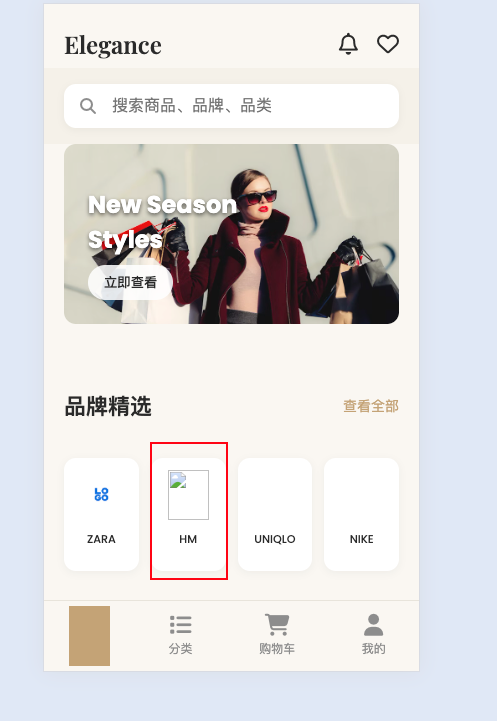 Elegance
搜索商品、品牌、品类
New Season
Styles
立即查看
品牌精选
查看全部
ZARA
HM
UNIQLO
NIKE
分类
购物车
我的